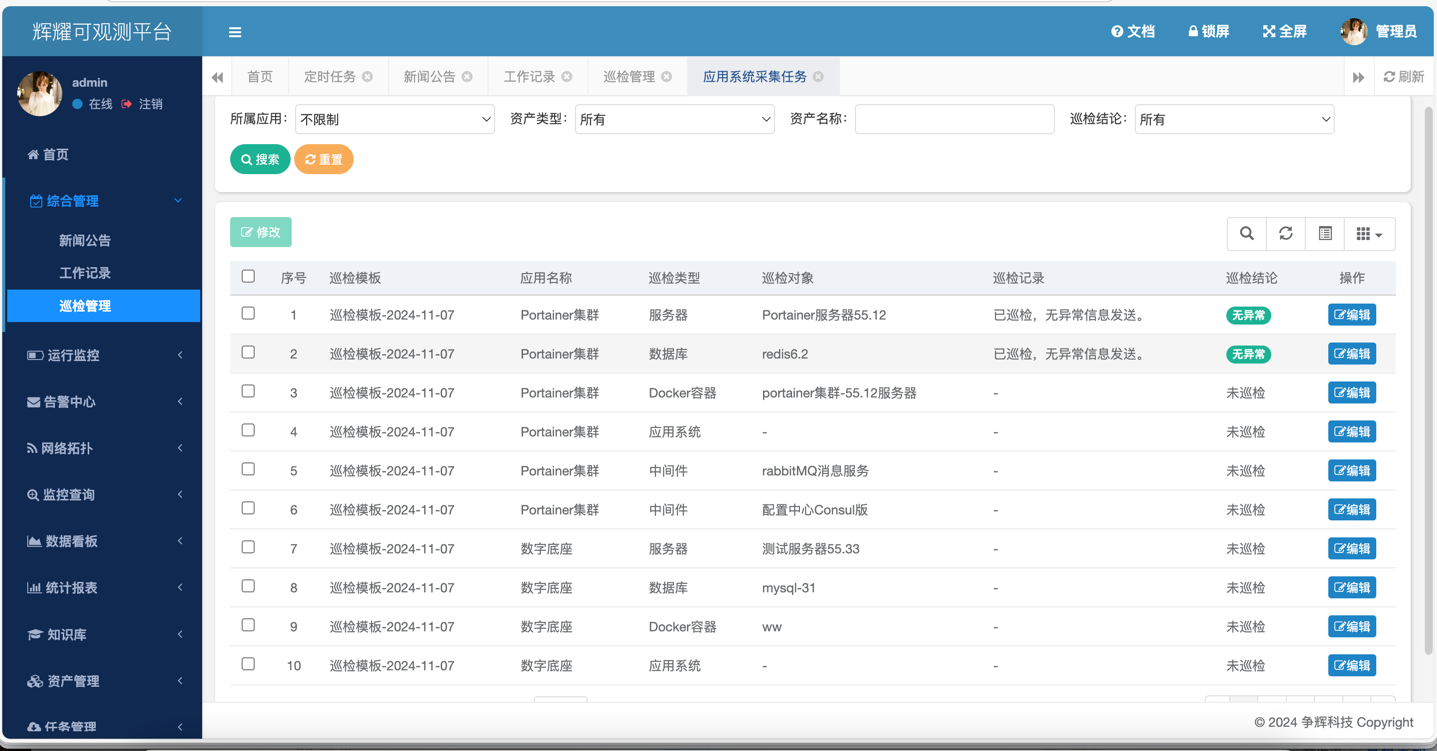 辉耀可观测平台
文档 锁屏 全屏 管理员
admin
在线 注销
首页 定时任务 新闻公告 工作记录 巡检管理 应用系统采集任务 刷新
首页
综合管理
新闻公告
工作记录
巡检管理
运行监控
告警中心
网络拓扑
监控查询
数据看板
统计报表
知识库
资产管理
任务管理
所属应用： 不限制 资产类型： 所有 资产名称： 巡检结论： 所有
搜索 重置
修改
序号 巡检模板 应用名称 巡检类型 巡检对象 巡检记录 巡检结论 操作
1 巡检模板-2024-11-07 Portainer集群 服务器 Portainer服务器55.12 已巡检，无异常信息发送。 无异常 编辑
2 巡检模板-2024-11-07 Portainer集群 数据库 redis6.2 已巡检，无异常信息发送。 无异常 编辑
3 巡检模板-2024-11-07 Portainer集群 Docker容器 portainer集群-55.12服务器 - 未巡检 编辑
4 巡检模板-2024-11-07 Portainer集群 应用系统 - - 未巡检 编辑
5 巡检模板-2024-11-07 Portainer集群 中间件 rabbitMQ消息服务 - 未巡检 编辑
6 巡检模板-2024-11-07 Portainer集群 中间件 配置中心Consul版 - 未巡检 编辑
7 巡检模板-2024-11-07 数字底座 服务器 测试服务器55.33 - 未巡检 编辑
8 巡检模板-2024-11-07 数字底座 数据库 mysql-31 - 未巡检 编辑
9 巡检模板-2024-11-07 数字底座 Docker容器 ww - 未巡检 编辑
10 巡检模板-2024-11-07 数字底座 应用系统 - - 未巡检 编辑
© 2024 争辉科技 Copyright